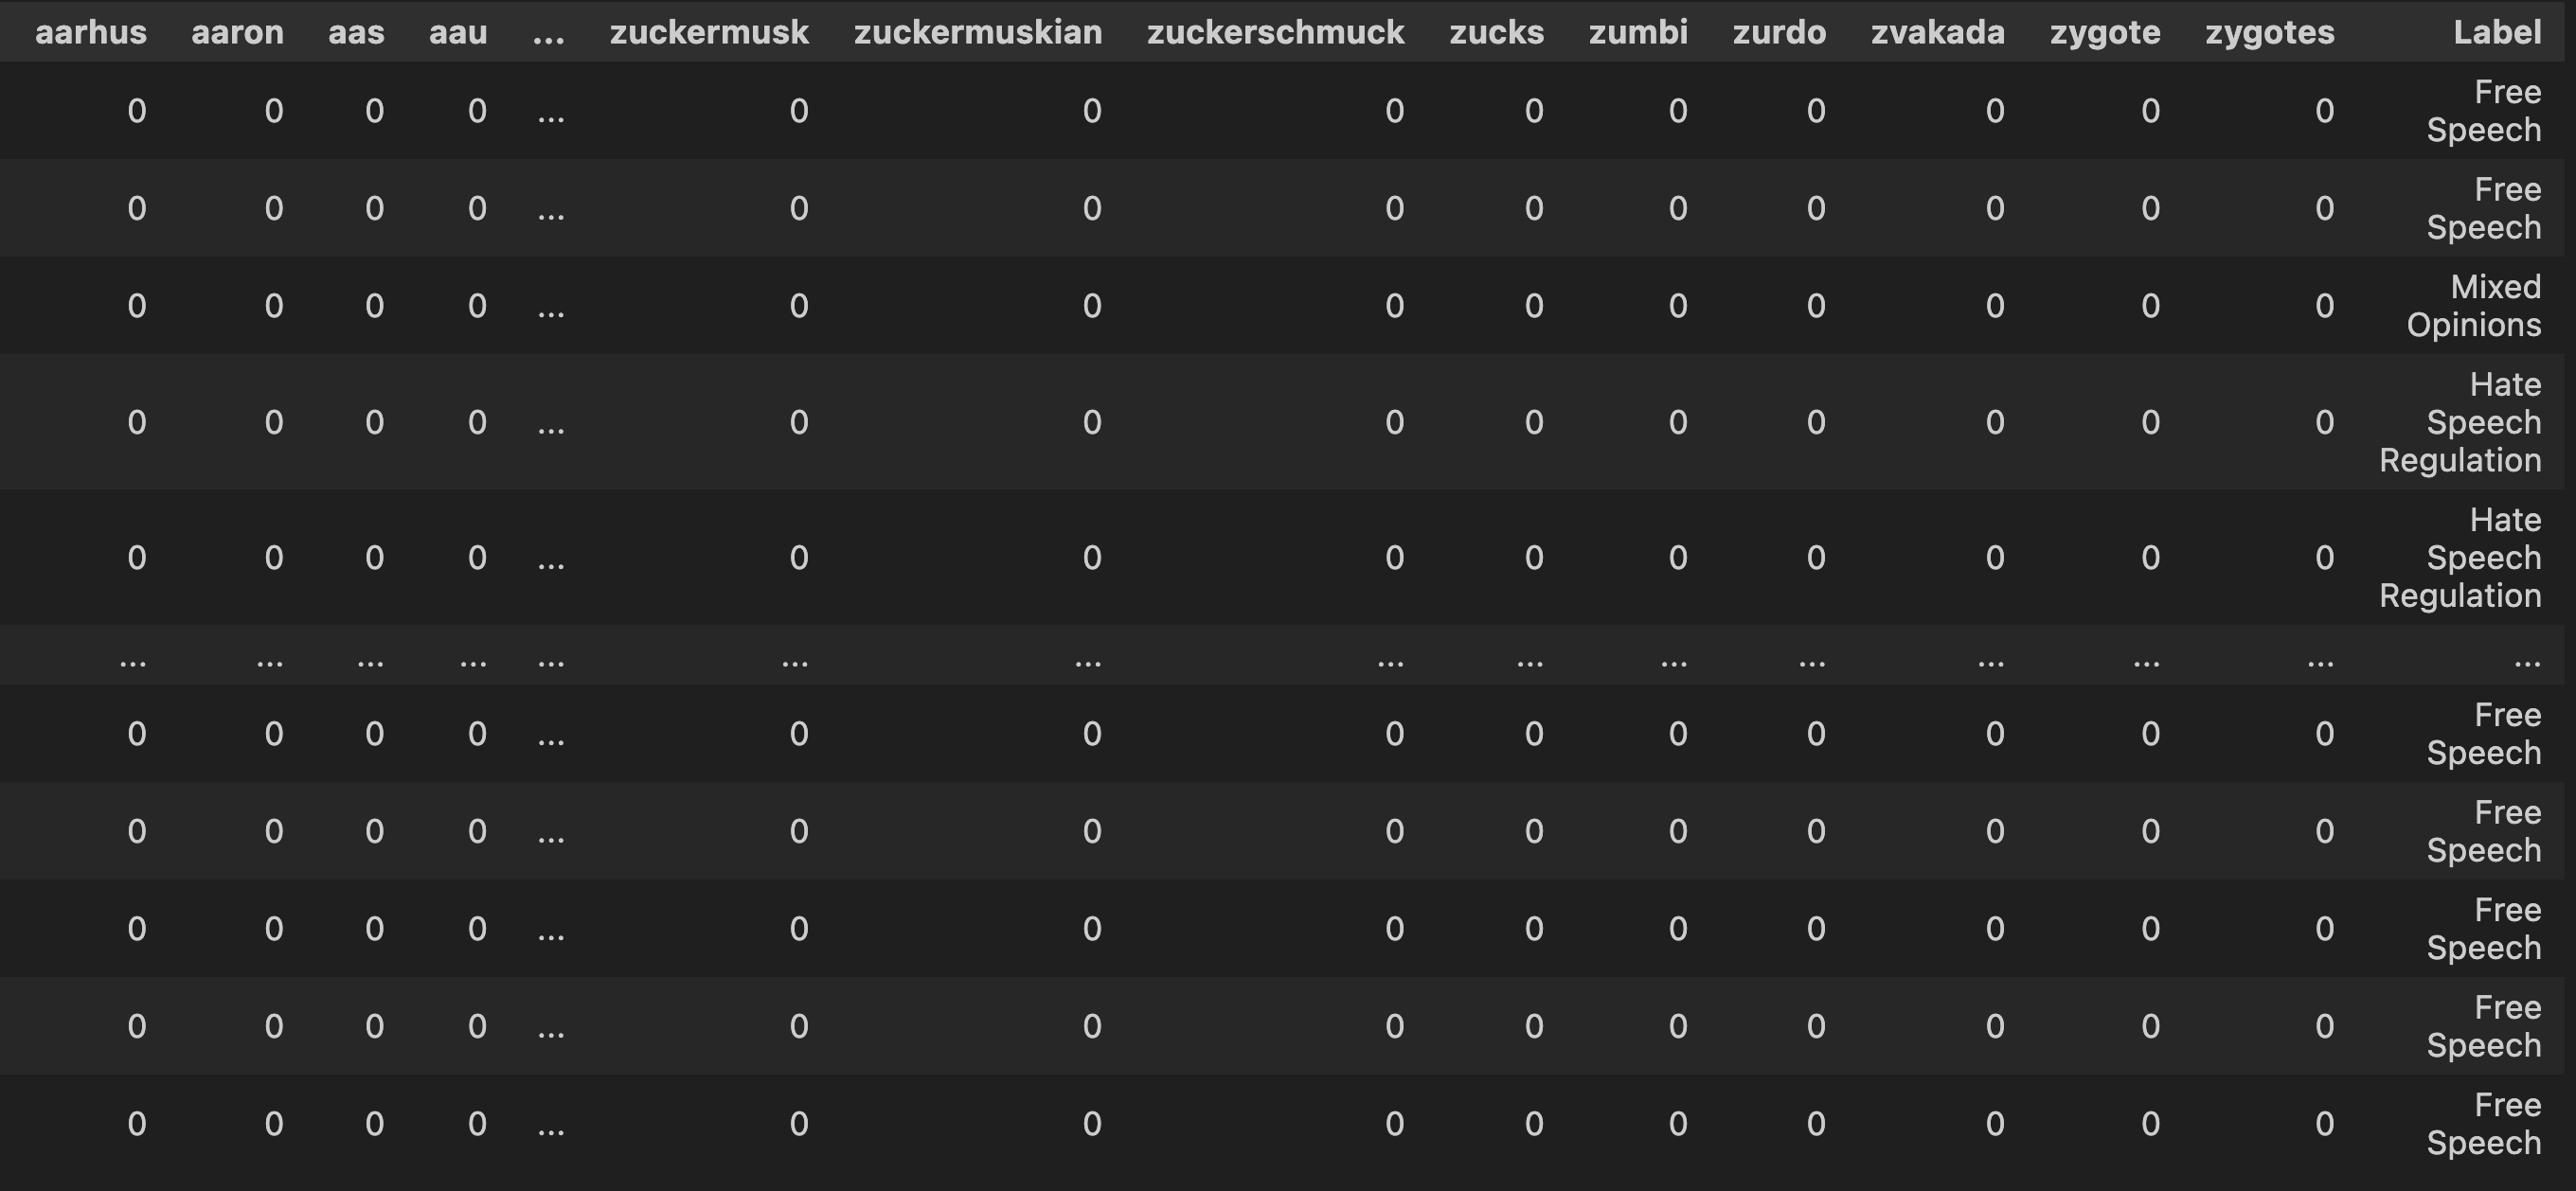 aarhus aaron aas aau ... zuckermusk zuckermuskian zuckerschmuck zucks zumbi zurdo zvakada zygote zygotes Label
0 0 0 0 ... 0 0 0 0 0 0 0 0 0 Free
Speech
0 0 0 0 ... 0 0 0 0 0 0 0 0 0 Free
Speech
0 0 0 0 ... 0 0 0 0 0 0 0 0 0 Mixed
Opinions
Hate
0 0 0 0 ... 0 0 0 0 0 0 0 0 0 Speech
Regulation
Hate
0 0 0 0 ... 0 0 0 0 0 0 0 0 0 Speech
Regulation
... ... ... ... ... ... ... ... ... ... ... ... ... ... ...
0 0 0 0 ... 0 0 0 0 0 0 0 0 0 Free
Speech
0 0 0 0 ... 0 0 0 0 0 0 0 0 0 Free
Speech
0 0 0 0 ... 0 0 0 0 0 0 0 0 0 Free
Speech
0 0 0 0 ... 0 0 0 0 0 0 0 0 0 Free
Speech
0 0 0 0 ... 0 0 0 0 0 0 0 0 0 Free
Speech